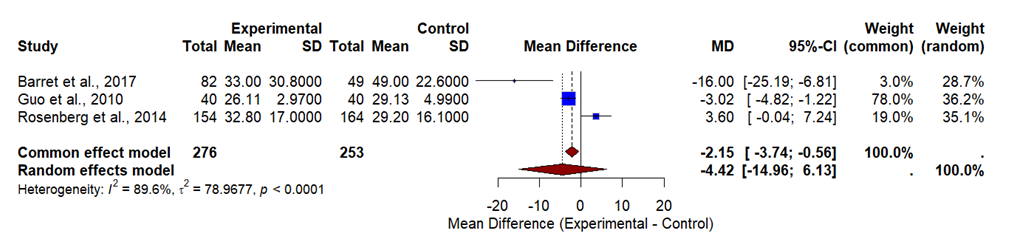 Experimental Control Weight Weight
Study Total Mean SD Total Mean SD Mean Difference MD 95%-CI (common) (random)
Barret et al., 2017 82 33.00 30.8000 49 49.00 22.6000 -16.00 [-25.19; -6.81] 3.0% 28.7%
Guo et al., 2010 40 26.11 2.9700 40 29.13 4.9900 -3.02 [ -4.82; -1.22] 78.0% 36.2%
Rosenberg et al., 2014 154 32.80 17.0000 164 29.20 16.1000 3.60 [ -0.04; 7.24] 19.0% 35.1%
Common effect model 276 253 -2.15 [ -3.74; -0.56] 100.0% .
Random effects model -4.42 [-14.96; 6.13] . 100.0%
Heterogeneity: I² = 89.6%, τ² = 78.9677, p < 0.0001
-20 -10 0 10 20
Mean Difference (Experimental - Control)